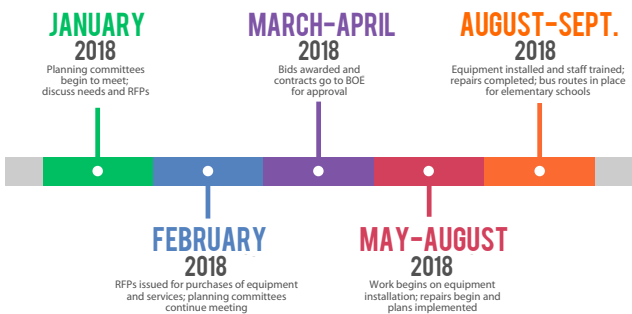 JANUARY
2018
Planning committees
begin to meet;
discuss needs and RFPs
FEBRUARY
2018
RFPs issued for purchases of equipment
and services; planning committees
continue meeting
MARCH-APRIL
2018
Bids awarded and
contracts go to BOE
for approval
MAY-AUGUST
2018
Work begins on equipment
installation; repairs begin and
plans implemented
AUGUST-SEPT.
2018
Equipment installed and staff trained;
repairs completed; bus routes in place
for elementary schools